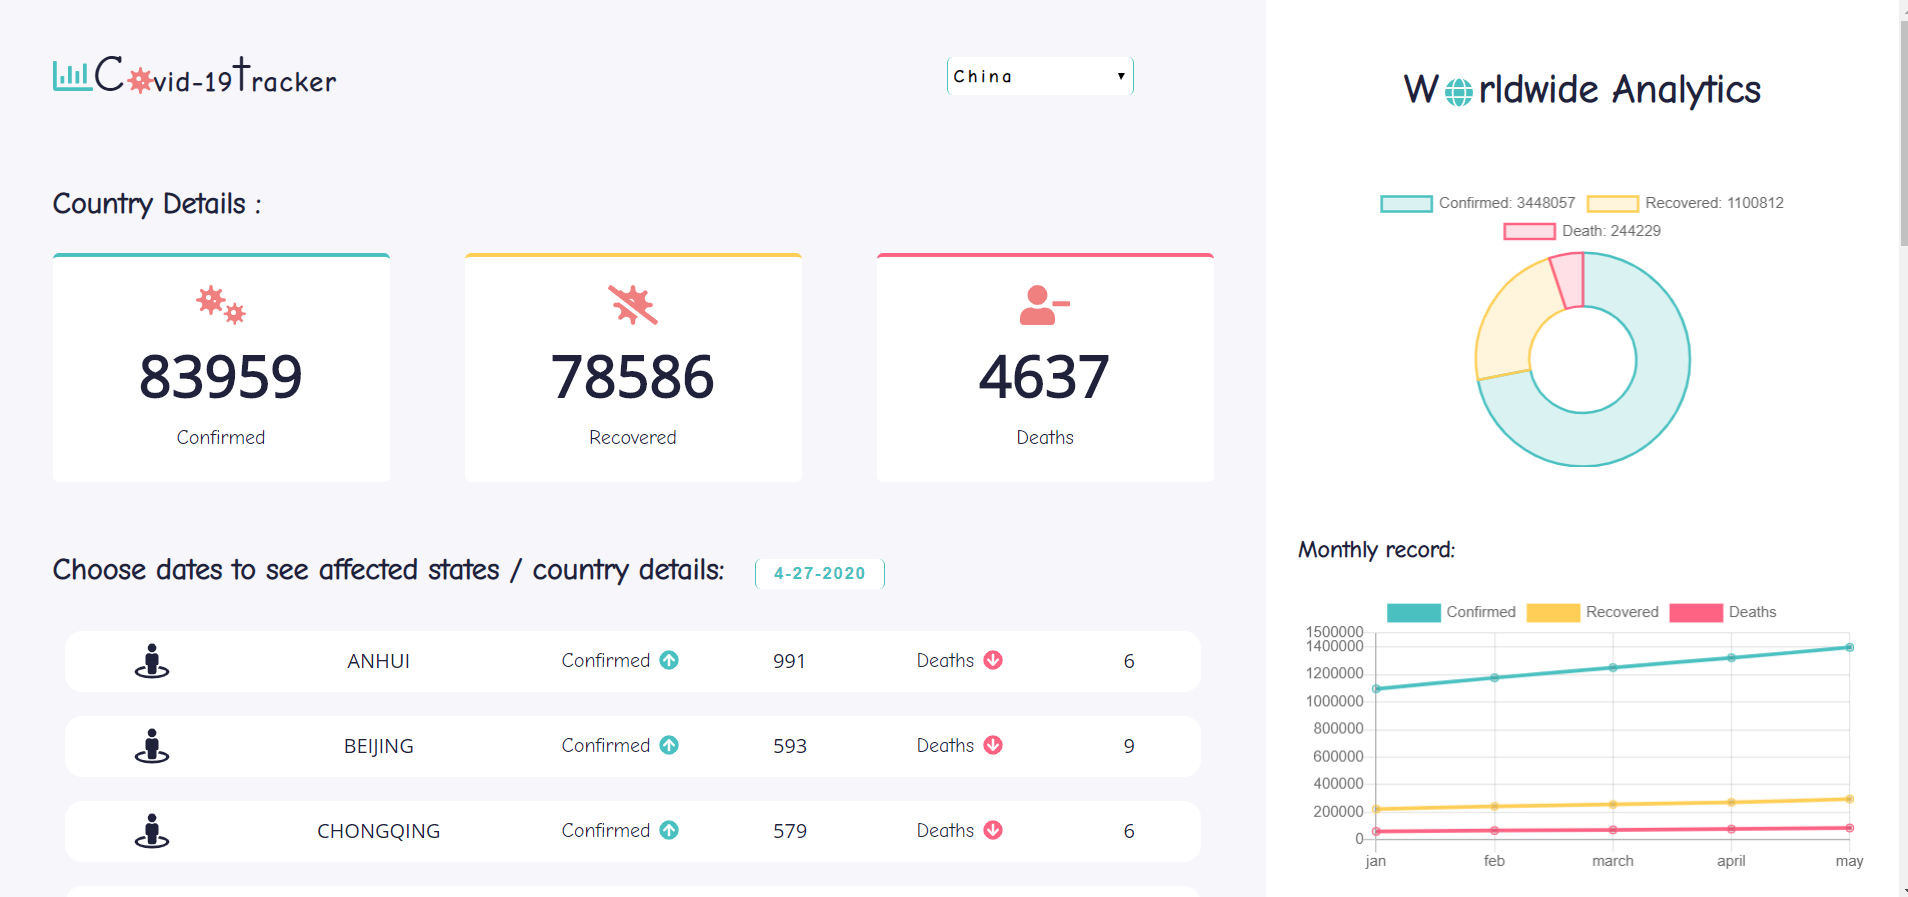 Covid-19Tracker
China
Country Details :
83959
Confirmed
78586
Recovered
4637
Deaths
Choose dates to see affected states / country details: 4-27-2020
ANHUI Confirmed 991 Deaths 6
BEIJING Confirmed 593 Deaths 9
CHONGQING Confirmed 579 Deaths 6
Worldwide Analytics
Confirmed: 3448057 Recovered: 1100812
Death: 244229
Monthly record:
Confirmed Recovered Deaths
1500000
1400000
1200000
1000000
800000
600000
400000
200000
0
jan feb march april may